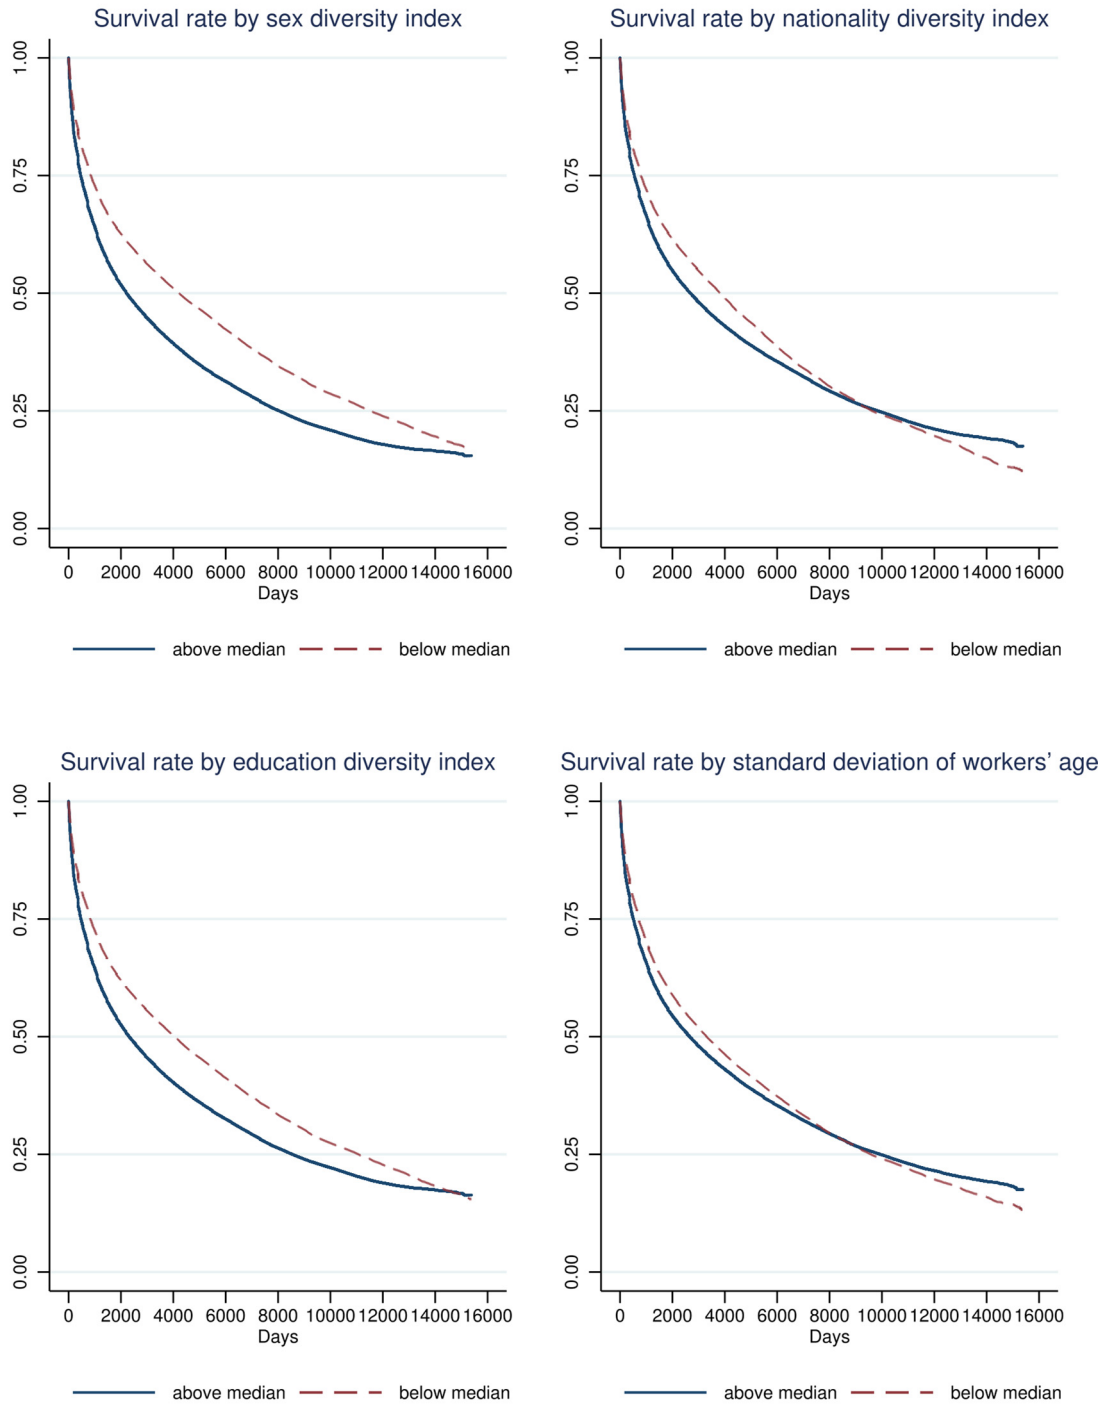 Survival rate by sex diversity index
1.00
0.75
0.50
0.25
0.00
0 2000 4000 6000 8000 10000 12000 14000 16000
Days
above median below median
Survival rate by nationality diversity index
1.00
0.75
0.50
0.25
0.00
0 2000 4000 6000 8000 10000 12000 14000 16000
Days
above median below median
Survival rate by education diversity index
1.00
0.75
0.50
0.25
0.00
0 2000 4000 6000 8000 10000 12000 14000 16000
Days
above median below median
Survival rate by standard deviation of workers’ age
1.00
0.75
0.50
0.25
0.00
0 2000 4000 6000 8000 10000 12000 14000 16000
Days
above median below median